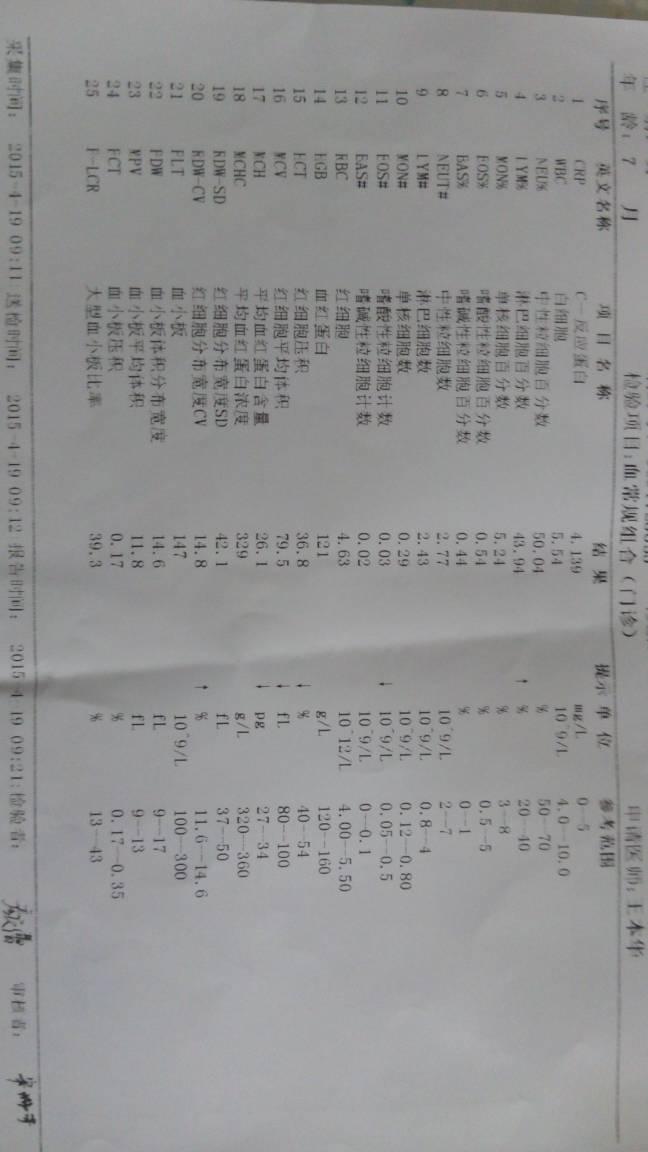 年 龄: 7 月 检验项目: 血常规组合 (门诊) 申请医师: 王本华
序号 英文名称 项目名称 结果 提示 单位 参考范围
1 CRP C一反应蛋白 4.139 mg/L 0--5
2 WBC 白细胞 5.54 10^9/L 4.0--10.0
3 NEU% 中性粒细胞百分数 50.04 % 50--70
4 LYM% 淋巴细胞百分数 43.94 ↑ % 20--40
5 MON% 单核细胞百分数 5.24 % 3--8
6 EOS% 嗜酸性粒细胞百分数 0.54 % 0.5--5
7 BAS% 嗜碱性粒细胞百分数 0.44 % 0--1
8 NEUT# 中性粒细胞数 2.77 10^9/L 2--7
9 LYM# 淋巴细胞数 2.43 10^9/L 0.8--4
10 MON# 单核细胞数 0.29 10^9/L 0.12--0.80
11 EOS# 嗜酸性粒细胞计数 0.03 ↓ 10^9/L 0.05--0.5
12 BAS# 嗜碱性粒细胞计数 0.02 10^9/L 0--0.1
13 RBC 红细胞 4.63 10^12/L 4.00--5.50
14 HGB 血红蛋白 121 g/L 120--160
15 HCT 红细胞压积 36.8 ↓ % 40--54
16 MCV 红细胞平均体积 79.5 ↓ fL 80--100
17 MCH 平均血红蛋白含量 26.1 ↓ pg 27--34
18 MCHC 平均血红蛋白浓度 329 g/L 320--360
19 RDW-SD 红细胞分布宽度SD 42.1 fL 37--50
20 RDW-CV 红细胞分布宽度CV 14.8 ↑ % 11.6--14.6
21 PLT 血小板 147 10^9/L 100--300
22 PDW 血小板体积分布宽度 14.6 fL 9--17
23 MPV 血小板平均体积 11.8 fL 9--13
24 PCT 血小板压积 0.17 % 0.17--0.35
25 P-LCR 大型血小板比率 39.3 % 13--43
采集时间: 2015-4-19 09:11 送检时间: 2015-4-19 09:12 报告时间: 2015-4-19 09:21 检验者: 审核者: